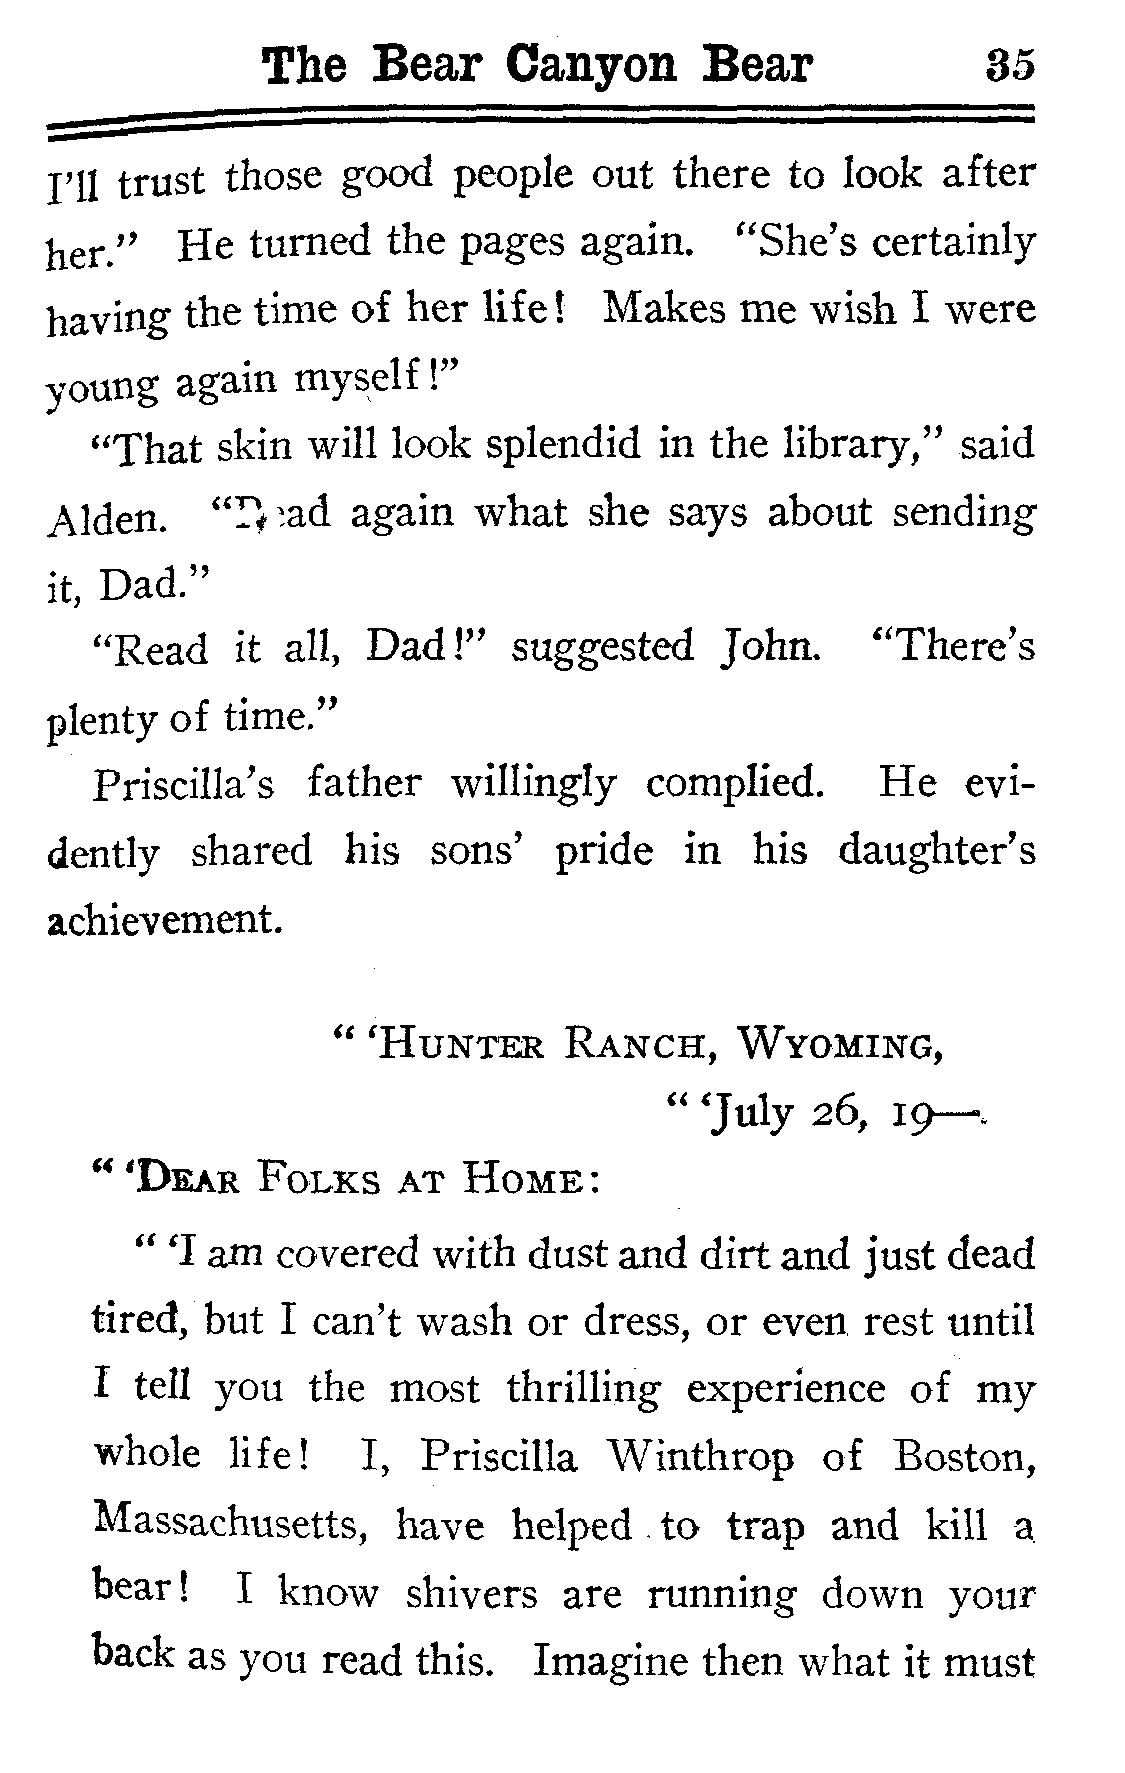 The Bear Canyon Bear 35
I'll trust those good people out there to look after
her." He turned the pages again. "She's certainly
having the time of her life! Makes me wish I were
young again myself!"
"That skin will look splendid in the library," said
Alden. "Read again what she says about sending
it, Dad."
"Read it all, Dad!" suggested John. "There's
plenty of time."
Priscilla's father willingly complied. He evi-
dently shared his sons' pride in his daughter's
achievement.
" 'HUNTER RANCH, WYOMING,
" 'July 26, 19—.
" 'DEAR FOLKS AT HOME:
" 'I am covered with dust and dirt and just dead
tired, but I can't wash or dress, or even rest until
I tell you the most thrilling experience of my
whole life! I, Priscilla Winthrop of Boston,
Massachusetts, have helped to trap and kill a
bear! I know shivers are running down your
back as you read this. Imagine then what it must